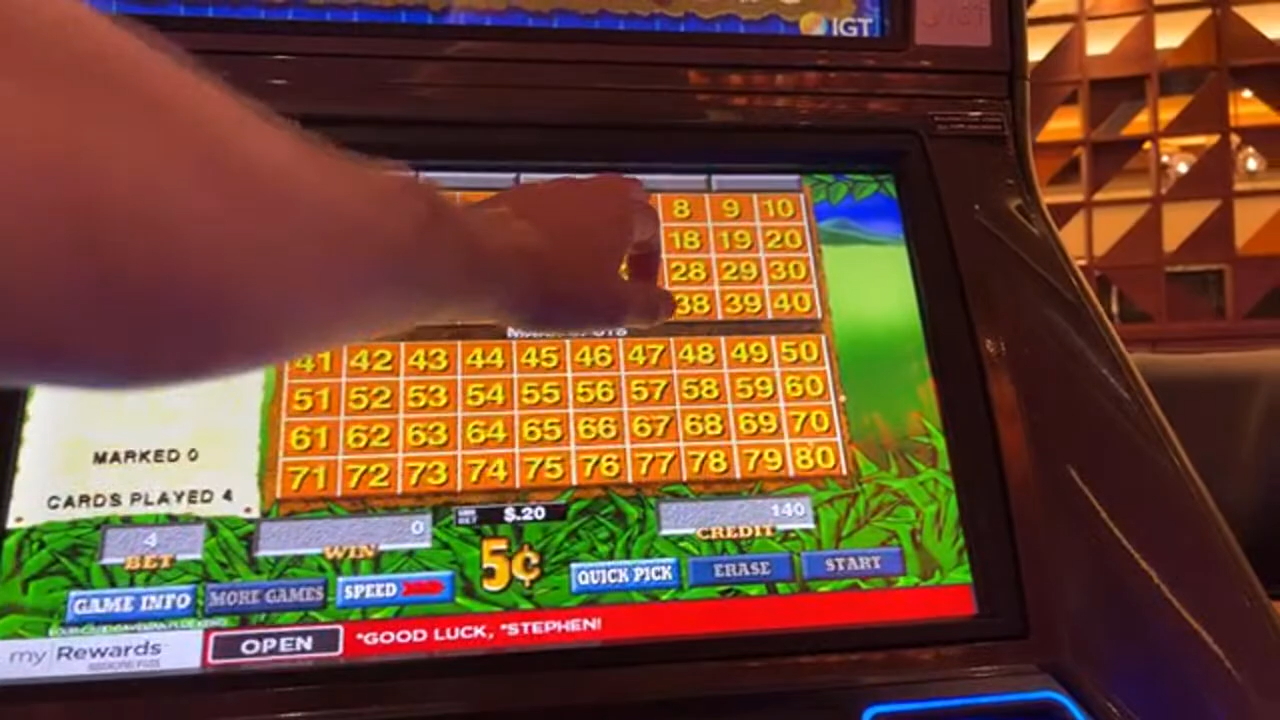 IGT
8 9 10
18 19 20
28 29 30
38 39 40
41 42 43 44 45 46 47 48 49 50
51 52 53 54 55 56 57 58 59 60
61 62 63 64 65 66 67 68 69 70
71 72 73 74 75 76 77 78 79 80
MARKED 0
CARDS PLAYED 4
4
BET
0
WIN
$.20
5¢
140
CREDIT
GAME INFO
MORE GAMES
SPEED
QUICK PICK
ERASE
START
my Rewards
OPEN
*GOOD LUCK, *STEPHEN!